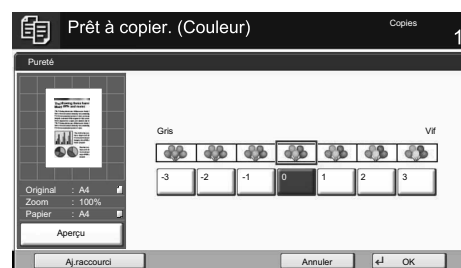 Prêt à copier. (Couleur)
Copies
1
Pureté
Gris
Vif
-3
-2
-1
0
1
2
3
Original : A4
Zoom : 100%
Papier : A4
Aperçu
Aj.raccourci
Annuler
OK